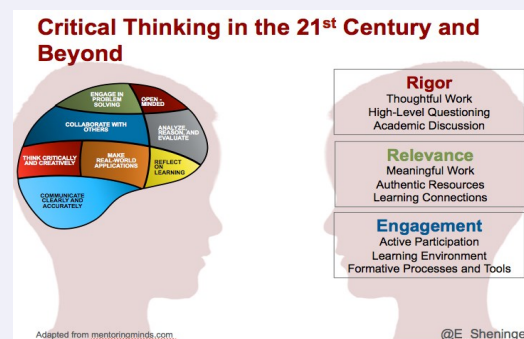 Critical Thinking in the 21st Century and
Beyond
ENGAGE IN
PROBLEM
SOLVING
OPEN -
MINDED
COLLABORATE WITH
OTHERS
ANALYZE,
REASON, AND
EVALUATE
THINK CRITICALLY
AND CREATIVELY
MAKE
REAL-WORLD
APPLICATIONS
REFLECT
ON
LEARNING
COMMUNICATE
CLEARLY AND
ACCURATELY
Rigor
Thoughtful Work
High-Level Questioning
Academic Discussion
Relevance
Meaningful Work
Authentic Resources
Learning Connections
Engagement
Active Participation
Learning Environment
Formative Processes and Tools
Adapted from mentoringminds.com
@E_Sheninge